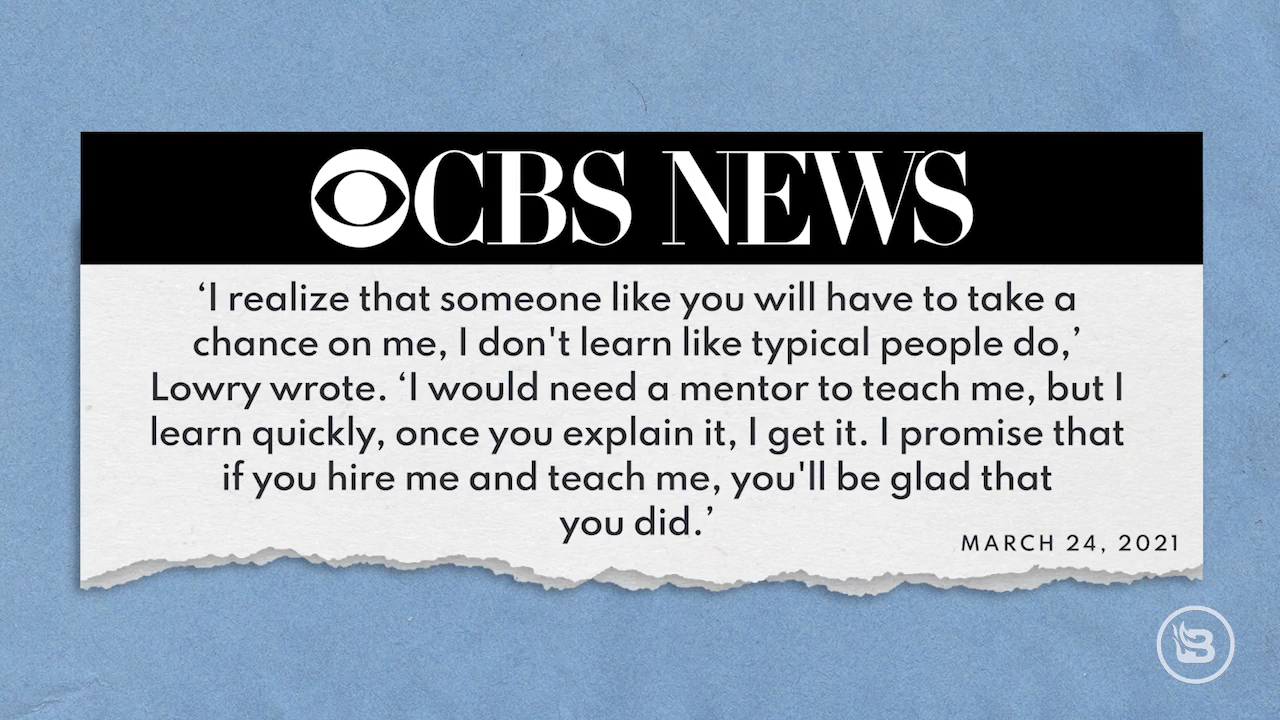 CBS NEWS
‘I realize that someone like you will have to take a
chance on me, I don't learn like typical people do,’
Lowry wrote. ‘I would need a mentor to teach me, but I
learn quickly, once you explain it, I get it. I promise that
if you hire me and teach me, you'll be glad that
you did.’
MARCH 24, 2021
B